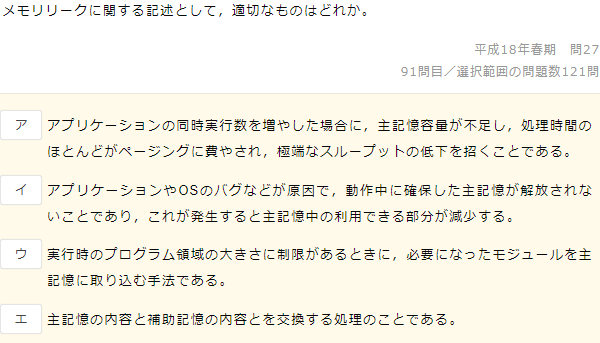 メモリリークに関する記述として，適切なものはどれか。
平成18年春期　問27
91問目／選択範囲の問題数121問
ア アプリケーションの同時実行数を増やした場合に，主記憶容量が不足し，処理時間の
ほとんどがページングに費やされ，極端なスループットの低下を招くことである。
イ アプリケーションやOSのバグなどが原因で，動作中に確保した主記憶が解放されな
いことであり，これが発生すると主記憶中の利用できる部分が減少する。
ウ 実行時のプログラム領域の大きさに制限があるときに，必要になったモジュールを主
記憶に取り込む手法である。
エ 主記憶の内容と補助記憶の内容とを交換する処理のことである。